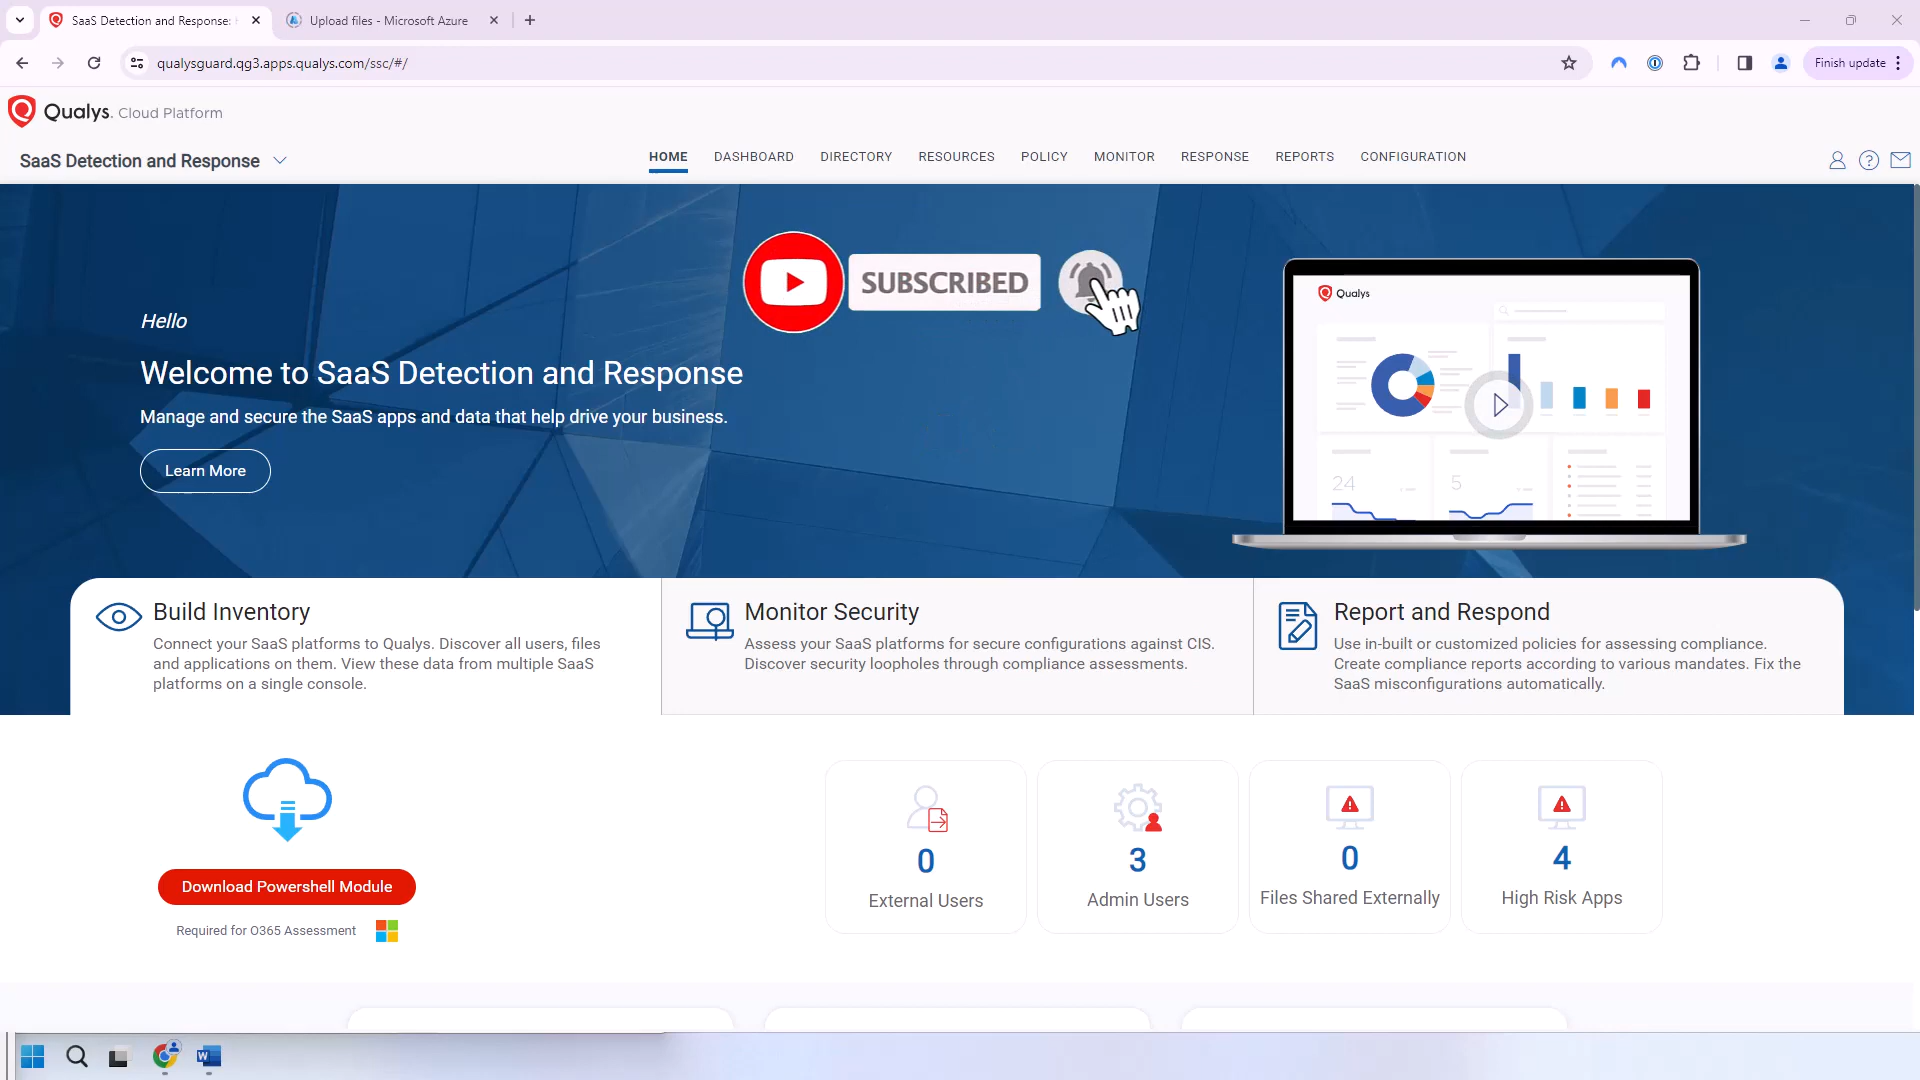 SaaS Detection and Response:
Upload files - Microsoft Azure
qualysguard.qg3.apps.qualys.com/ssc/#/
Finish update
Qualys. Cloud Platform
SaaS Detection and Response
HOME DASHBOARD DIRECTORY RESOURCES POLICY MONITOR RESPONSE REPORTS CONFIGURATION
SUBSCRIBED
Qualys
Hello
Welcome to SaaS Detection and Response
Manage and secure the SaaS apps and data that help drive your business.
Learn More
24
5
Build Inventory
Connect your SaaS platforms to Qualys. Discover all users, files
and applications on them. View these data from multiple SaaS
platforms on a single console.
Monitor Security
Assess your SaaS platforms for secure configurations against CIS.
Discover security loopholes through compliance assessments.
Report and Respond
Use in-built or customized policies for assessing compliance.
Create compliance reports according to various mandates. Fix the
SaaS misconfigurations automatically.
Download Powershell Module
Required for O365 Assessment
0
External Users
3
Admin Users
0
Files Shared Externally
4
High Risk Apps